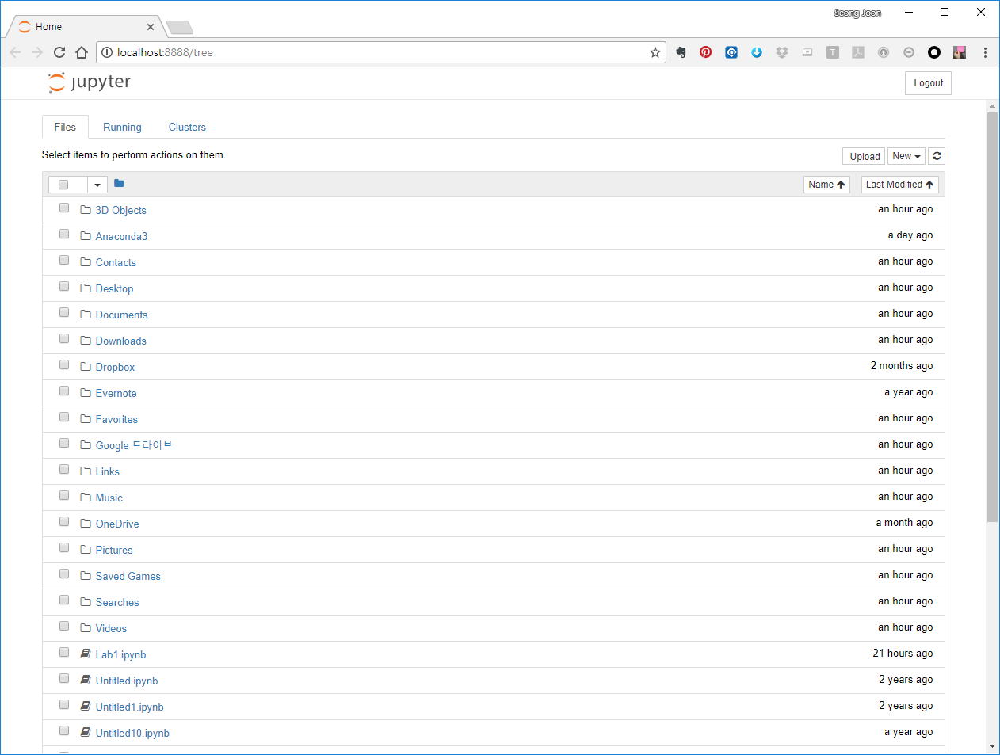 Seong Joon
Home
localhost:8888/tree
jupyter
Logout
Files Running Clusters
Select items to perform actions on them.
Upload New
Name Last Modified
3D Objects an hour ago
Anaconda3 a day ago
Contacts an hour ago
Desktop an hour ago
Documents an hour ago
Downloads an hour ago
Dropbox 2 months ago
Evernote a year ago
Favorites an hour ago
Google 드라이브 an hour ago
Links an hour ago
Music an hour ago
OneDrive a month ago
Pictures an hour ago
Saved Games an hour ago
Searches an hour ago
Videos an hour ago
Lab1.ipynb 21 hours ago
Untitled.ipynb 2 years ago
Untitled1.ipynb 2 years ago
Untitled10.ipynb a year ago